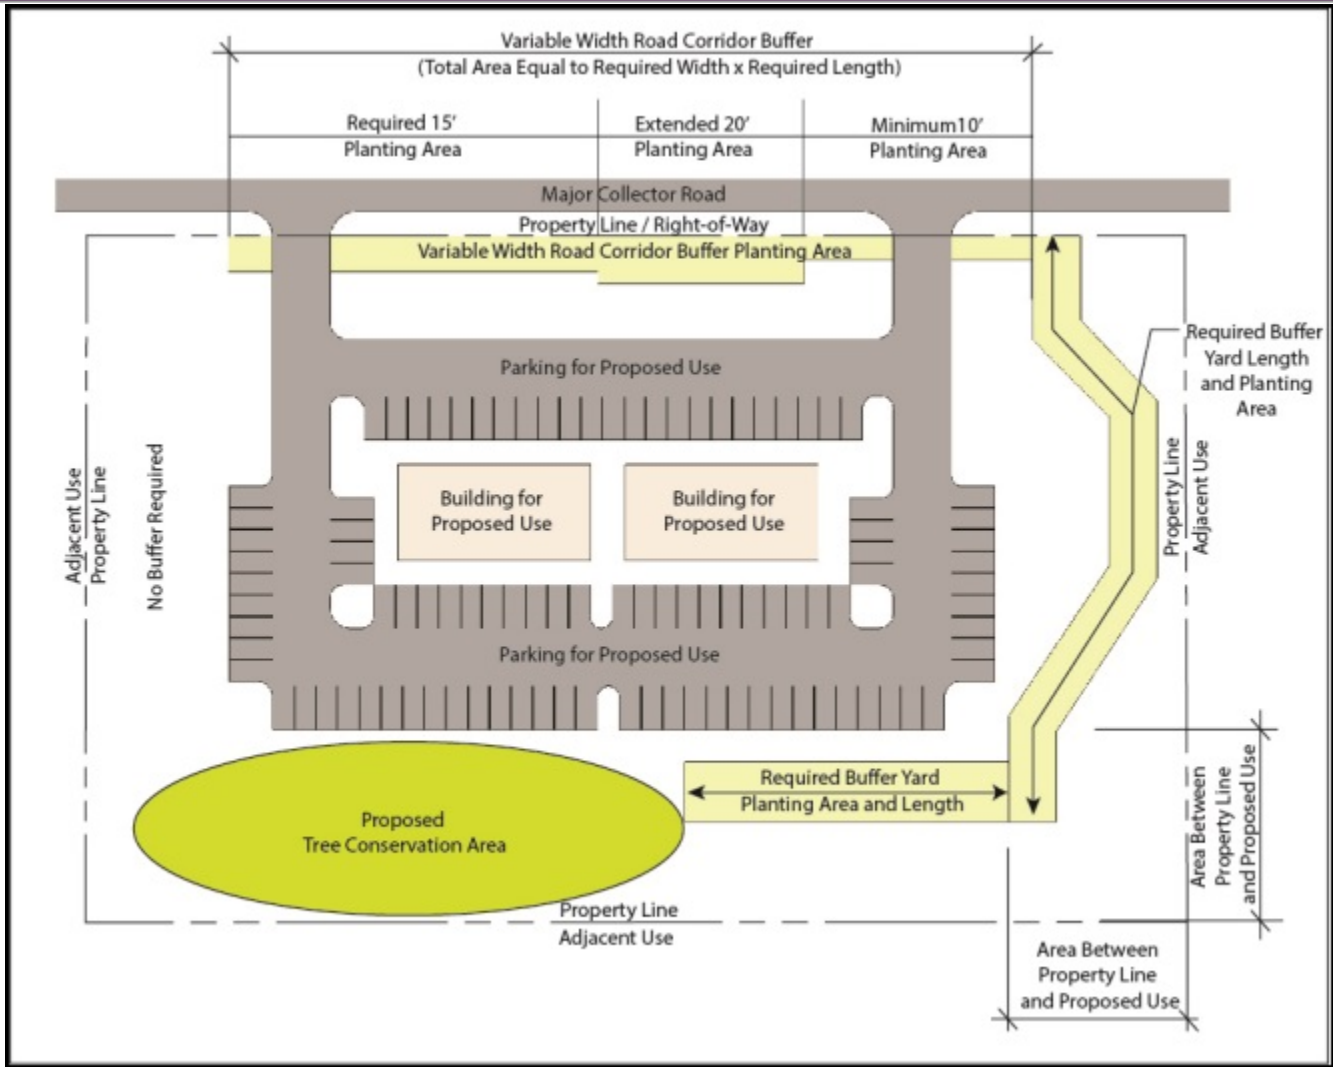 Variable Width Road Corridor Buffer
(Total Area Equal to Required Width x Required Length)
Required 15'
Planting Area
Extended 20'
Planting Area
Minimum10'
Planting Area
Major Collector Road
Property Line / Right-of-Way
Variable Width Road Corridor Buffer Planting Area
Required Buffer
Yard Length
and Planting
Area
Parking for Proposed Use
Adjacent Use
Property Line
No Buffer Required
Building for
Proposed Use
Building for
Proposed Use
Property Line
Adjacent Use
Parking for Proposed Use
Required Buffer Yard
Planting Area and Length
Proposed
Tree Conservation Area
Area Between
Property Line
and Proposed Use
Property Line
Adjacent Use
Area Between
Property Line
and Proposed Use